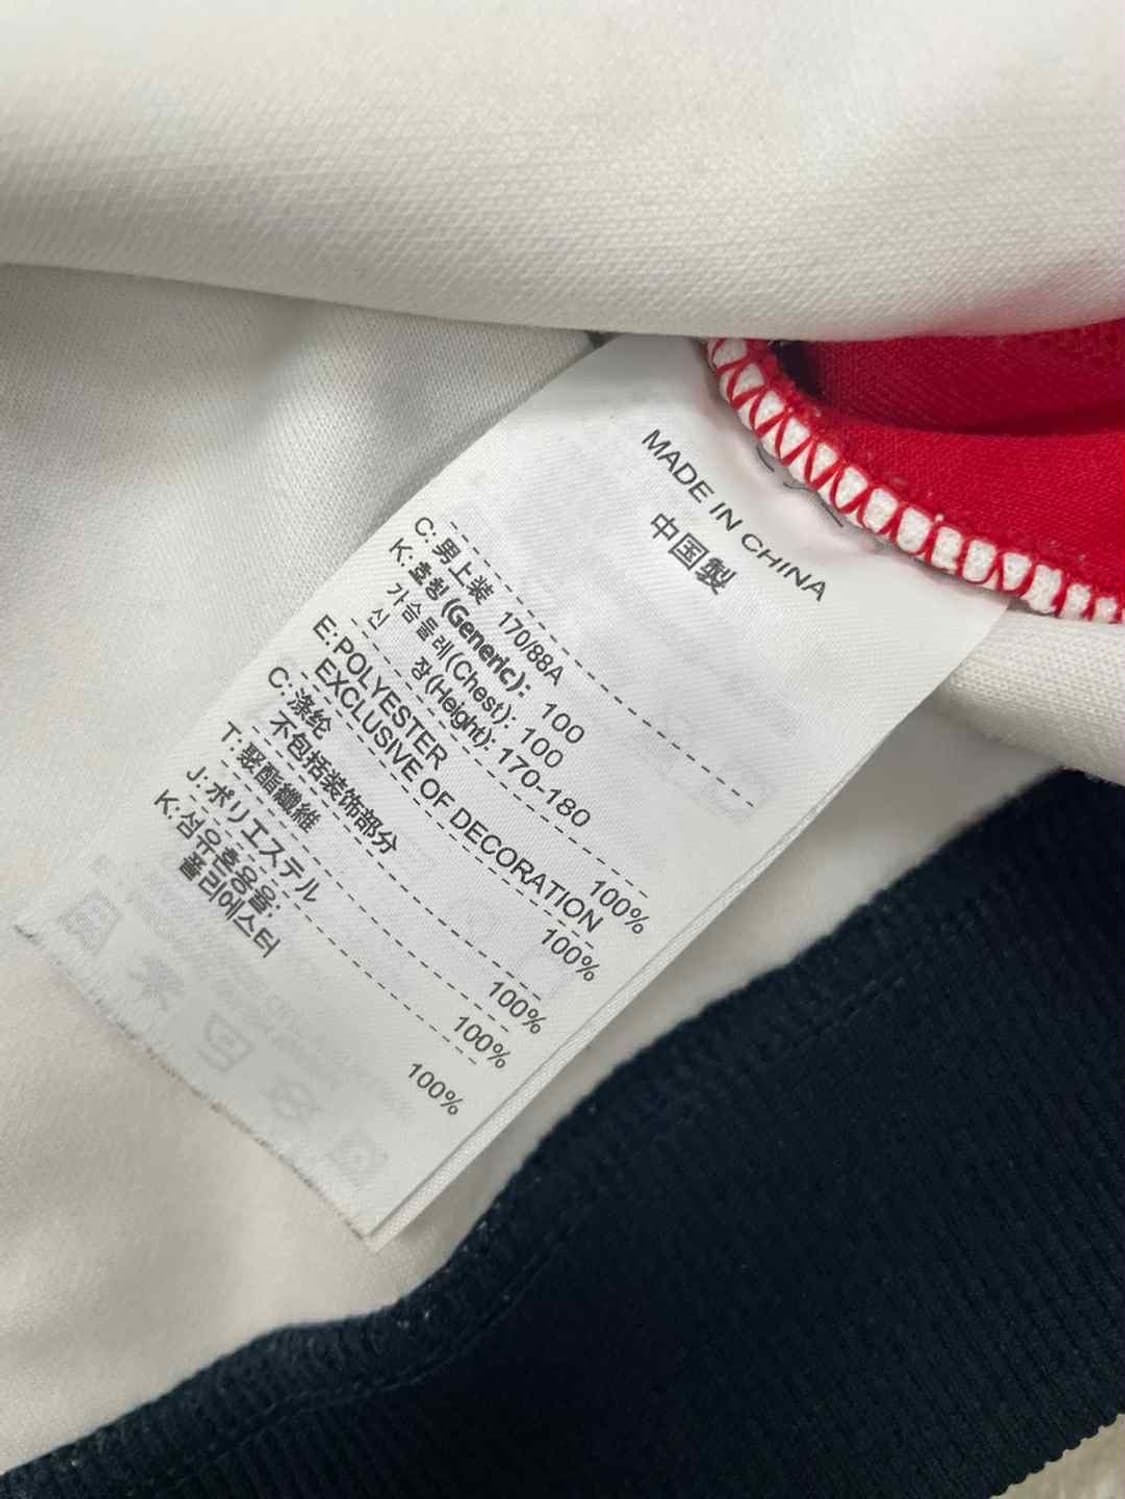 MADE IN CHINA
中国製
C: 男上装 170/88A
K: 호칭(Generic): 100
가슴둘레(Chest): 100
신 장(Height): 170-180
E: POLYESTER 100%
EXCLUSIVE OF DECORATION
C: 涤纶 100%
不包括装饰部分
T: 聚酯纖維 100%
J: ポリエステル 100%
K: 섬유혼용율:
폴리에스터 100%